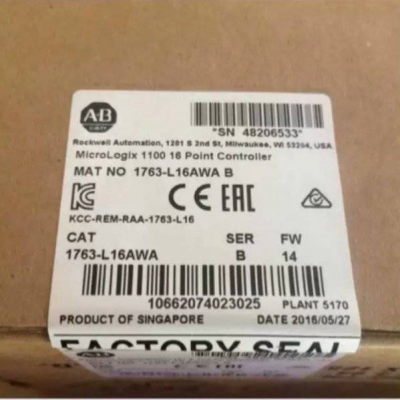 AB
"SN 48206533"
Rockwell Automation, 1201 S 2nd St, Milwaukee, WI 53204, USA
MicroLogix 1100 16 Point Controller
MAT NO 1763-L16AWA B
CE EAC
KCC-REM-RAA-1763-L16
CAT SER FW
1763-L16AWA B 14
10662074023025 PLANT 5170
PRODUCT OF SINGAPORE DATE 2016/05/27
FACTORY SEAL